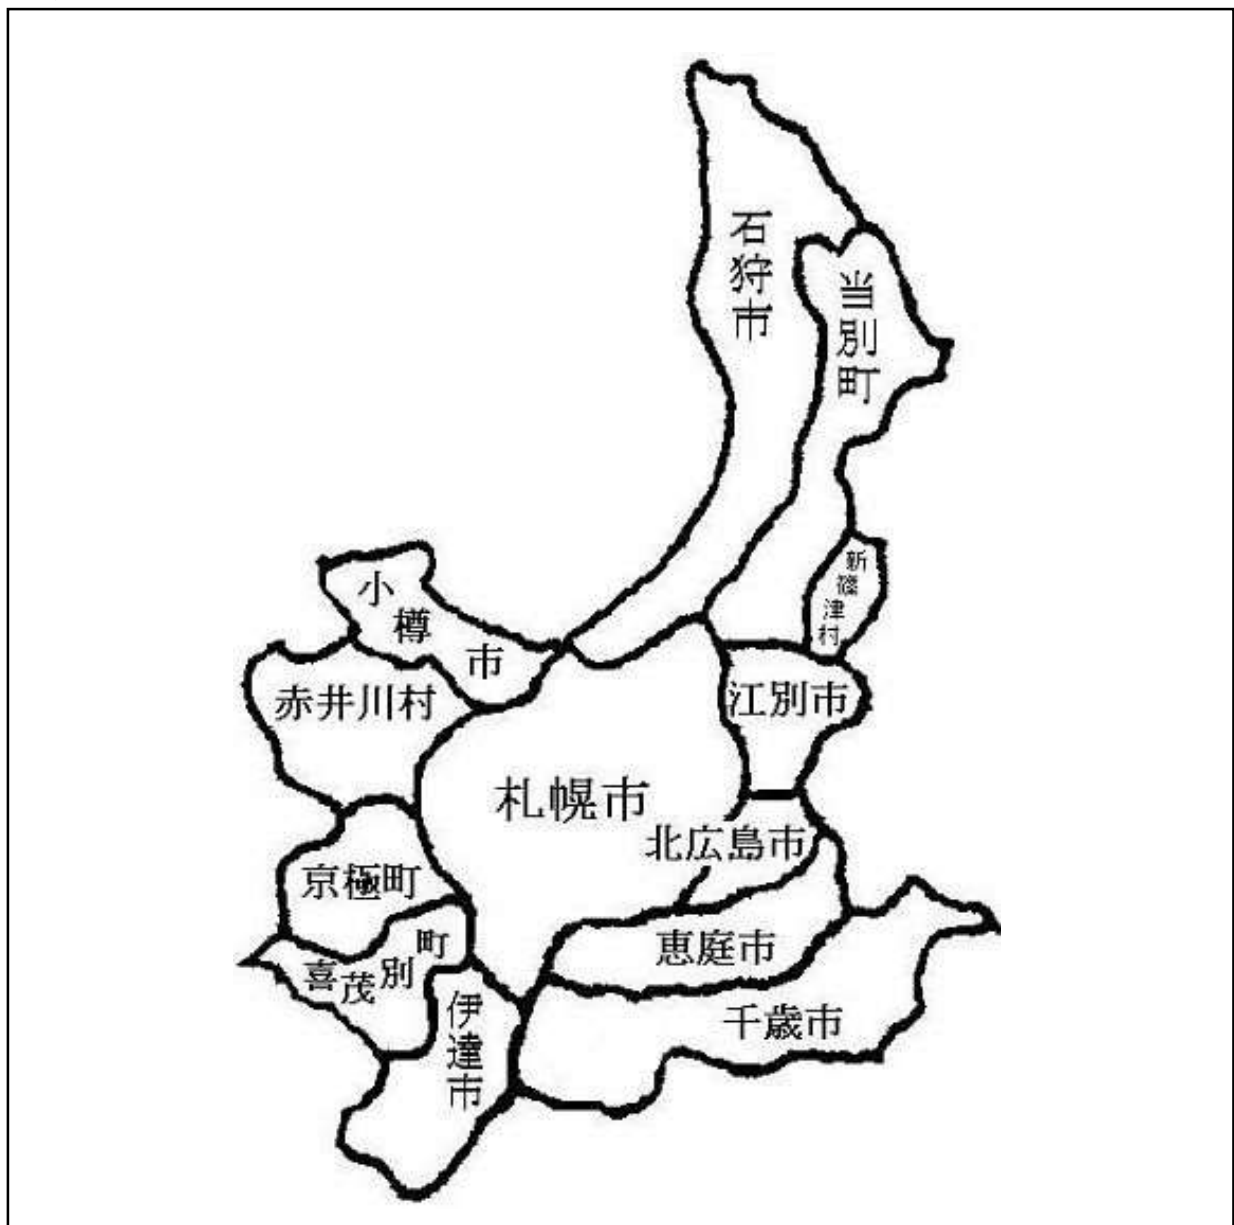 石狩市
当別町
新篠津村
小樽市
江別市
赤井川村
札幌市
北広島市
京極町
恵庭市
喜茂別町
千歳市
伊達市